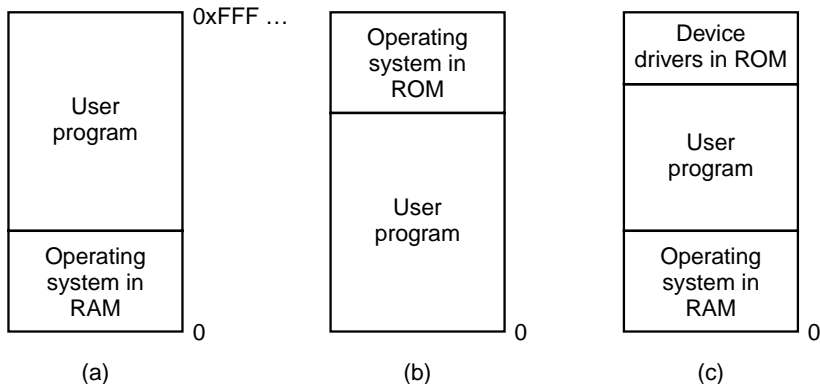 0xFFF …
User
program
Operating
system in
RAM
0
(a)
Operating
system in
ROM
User
program
0
(b)
Device
drivers in ROM
User
program
Operating
system in
RAM
0
(c)